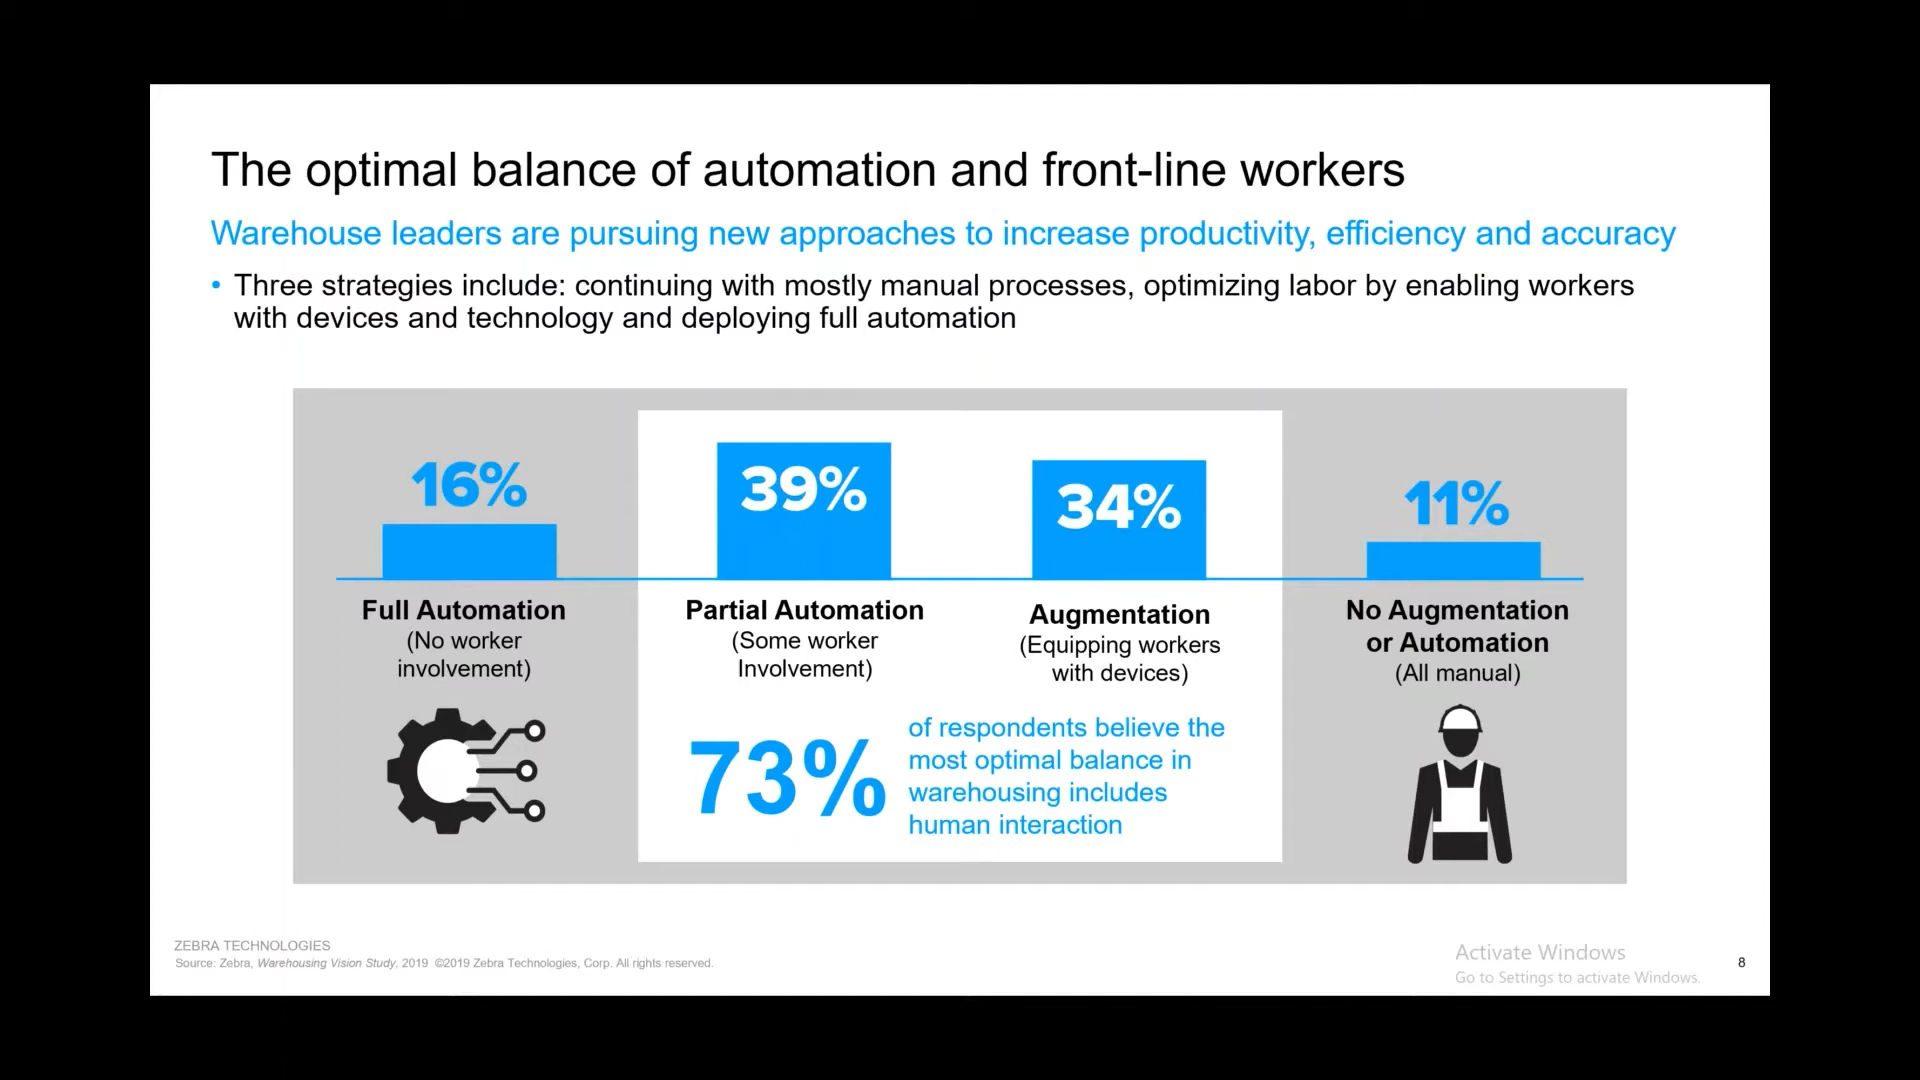 The optimal balance of automation and front-line workers
Warehouse leaders are pursuing new approaches to increase productivity, efficiency and accuracy
• Three strategies include: continuing with mostly manual processes, optimizing labor by enabling workers
with devices and technology and deploying full automation
16%
Full Automation
(No worker
involvement)
39%
Partial Automation
(Some worker
Involvement)
34%
Augmentation
(Equipping workers
with devices)
11%
No Augmentation
or Automation
(All manual)
73%
of respondents believe the
most optimal balance in
warehousing includes
human interaction
ZEBRA TECHNOLOGIES
Source: Zebra, Warehousing Vision Study, 2019 ©2019 Zebra Technologies, Corp. All rights reserved.
Activate Windows
Go to Settings to activate Windows.
8